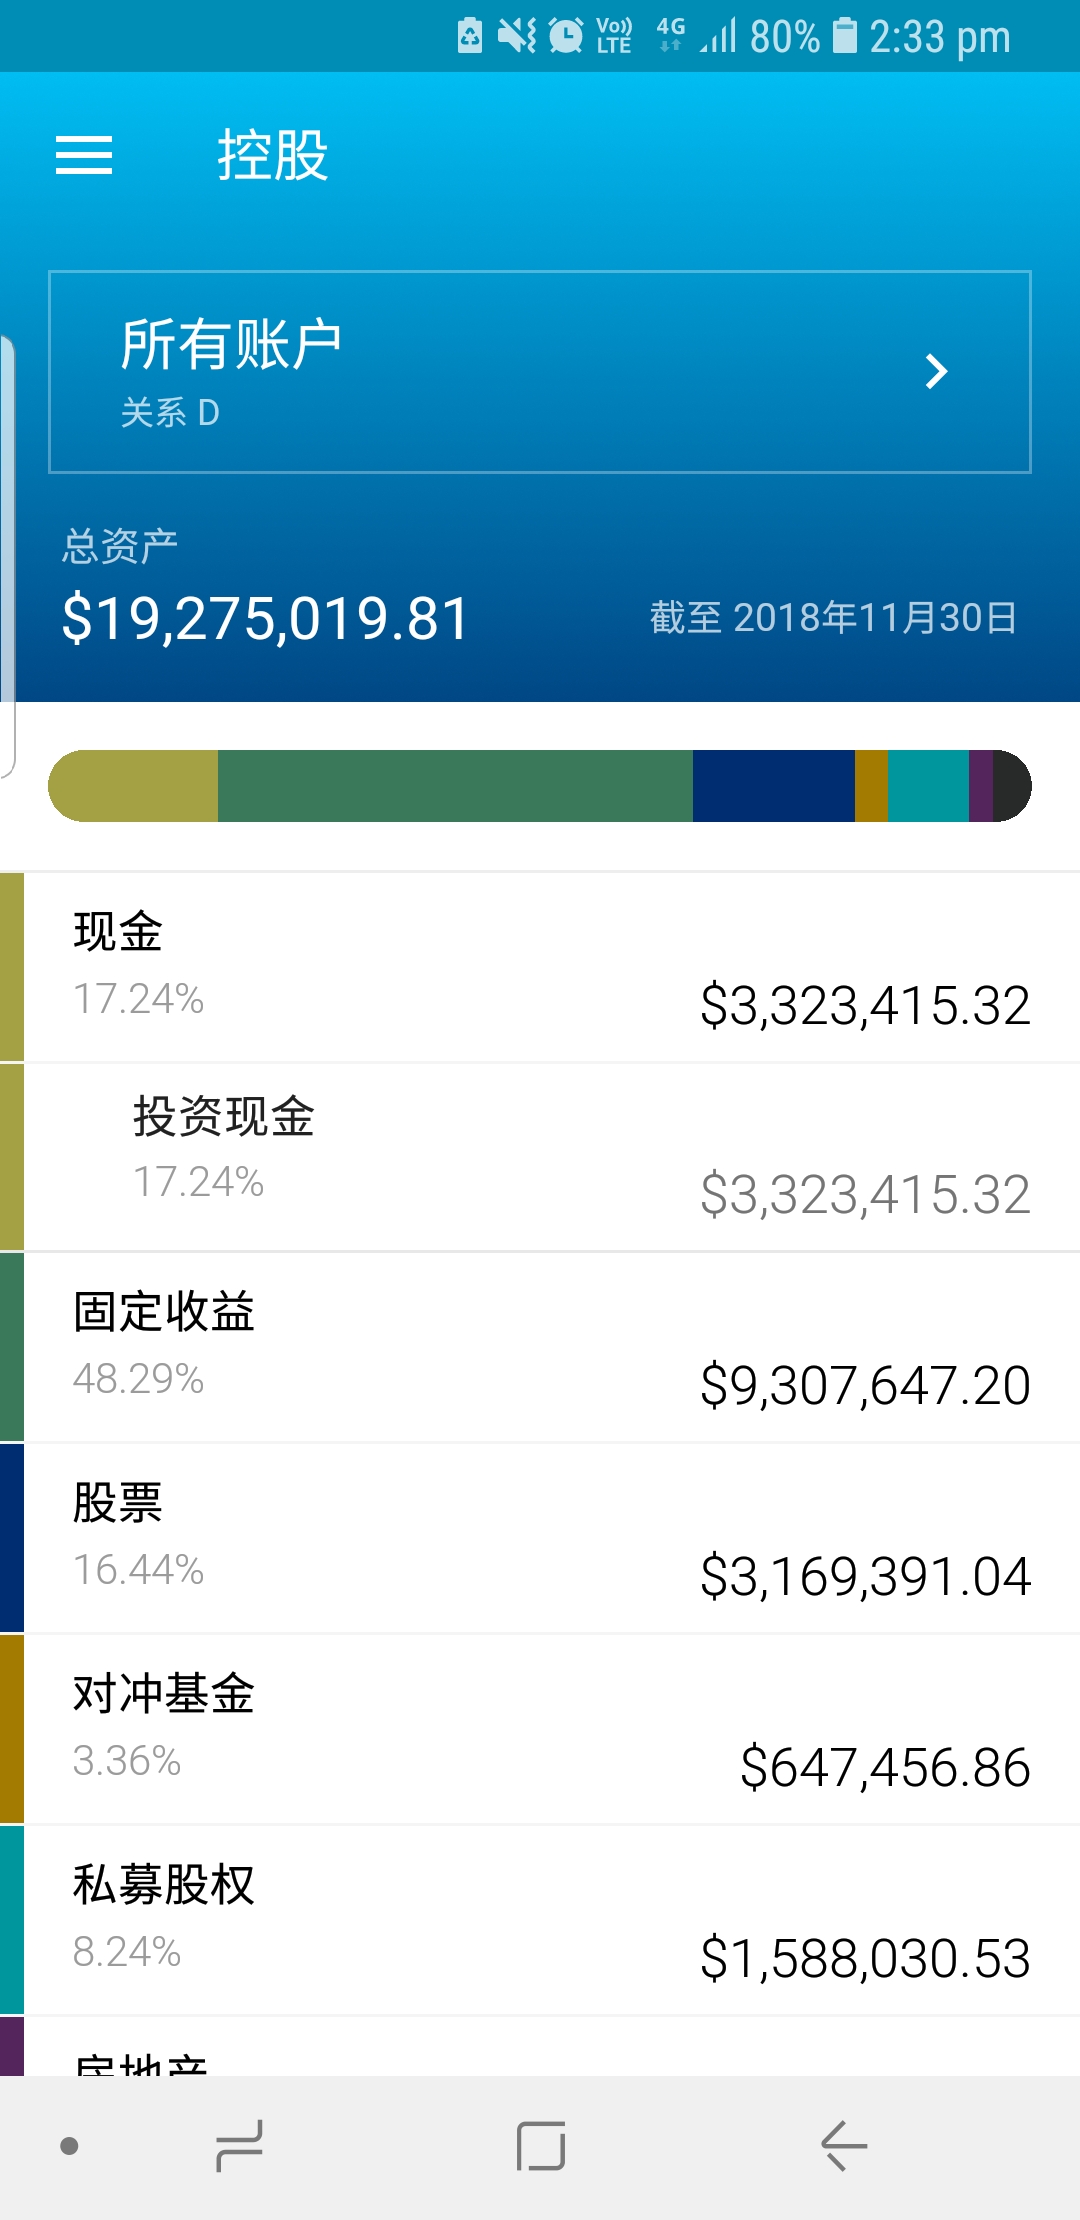 Vo)) LTE 4G 80% 2:33 pm
控股
所有账户
关系 D
总资产
$19,275,019.81
截至 2018年11月30日
现金
17.24%
$3,323,415.32
投资现金
17.24%
$3,323,415.32
固定收益
48.29%
$9,307,647.20
股票
16.44%
$3,169,391.04
对冲基金
3.36%
$647,456.86
私募股权
8.24%
$1,588,030.53
房地产